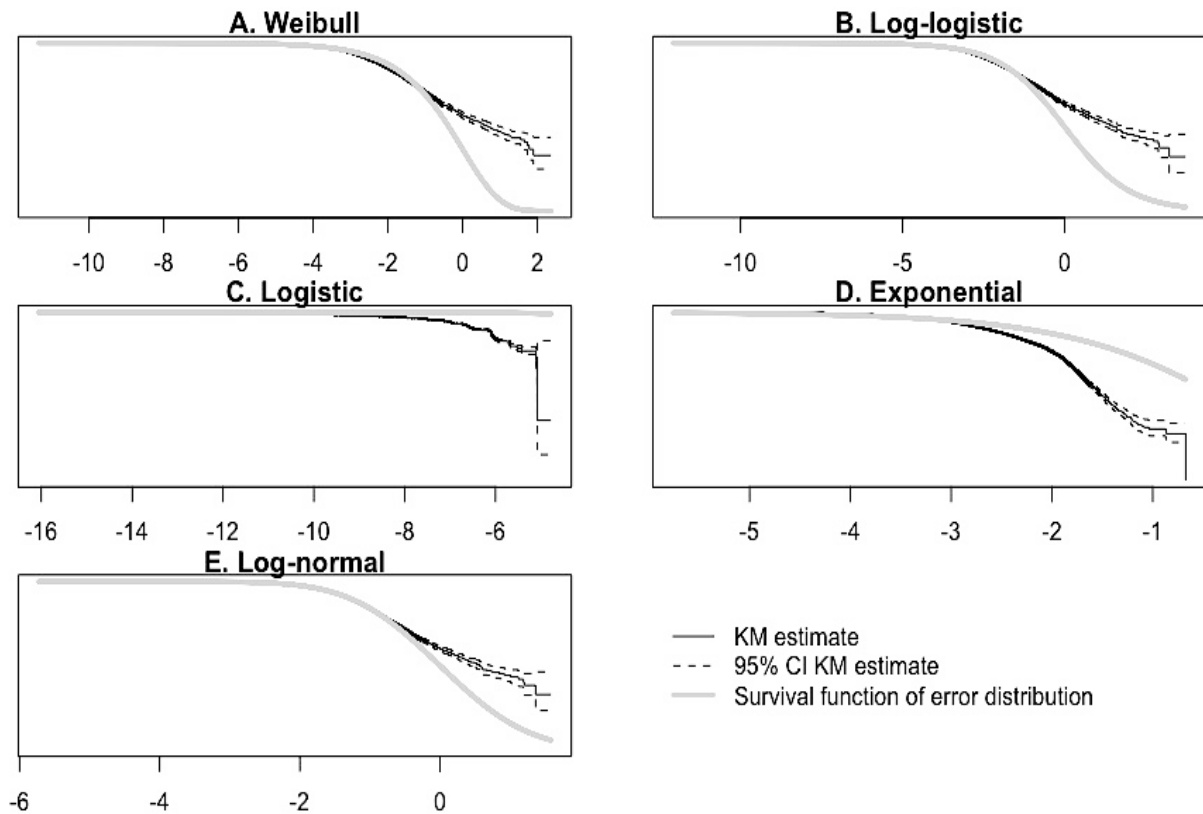 A. Weibull
-10 -8 -6 -4 -2 0 2
B. Log-logistic
-10 -5 0
C. Logistic
-16 -14 -12 -10 -8 -6
D. Exponential
-5 -4 -3 -2 -1
E. Log-normal
-6 -4 -2 0
KM estimate
95% CI KM estimate
Survival function of error distribution